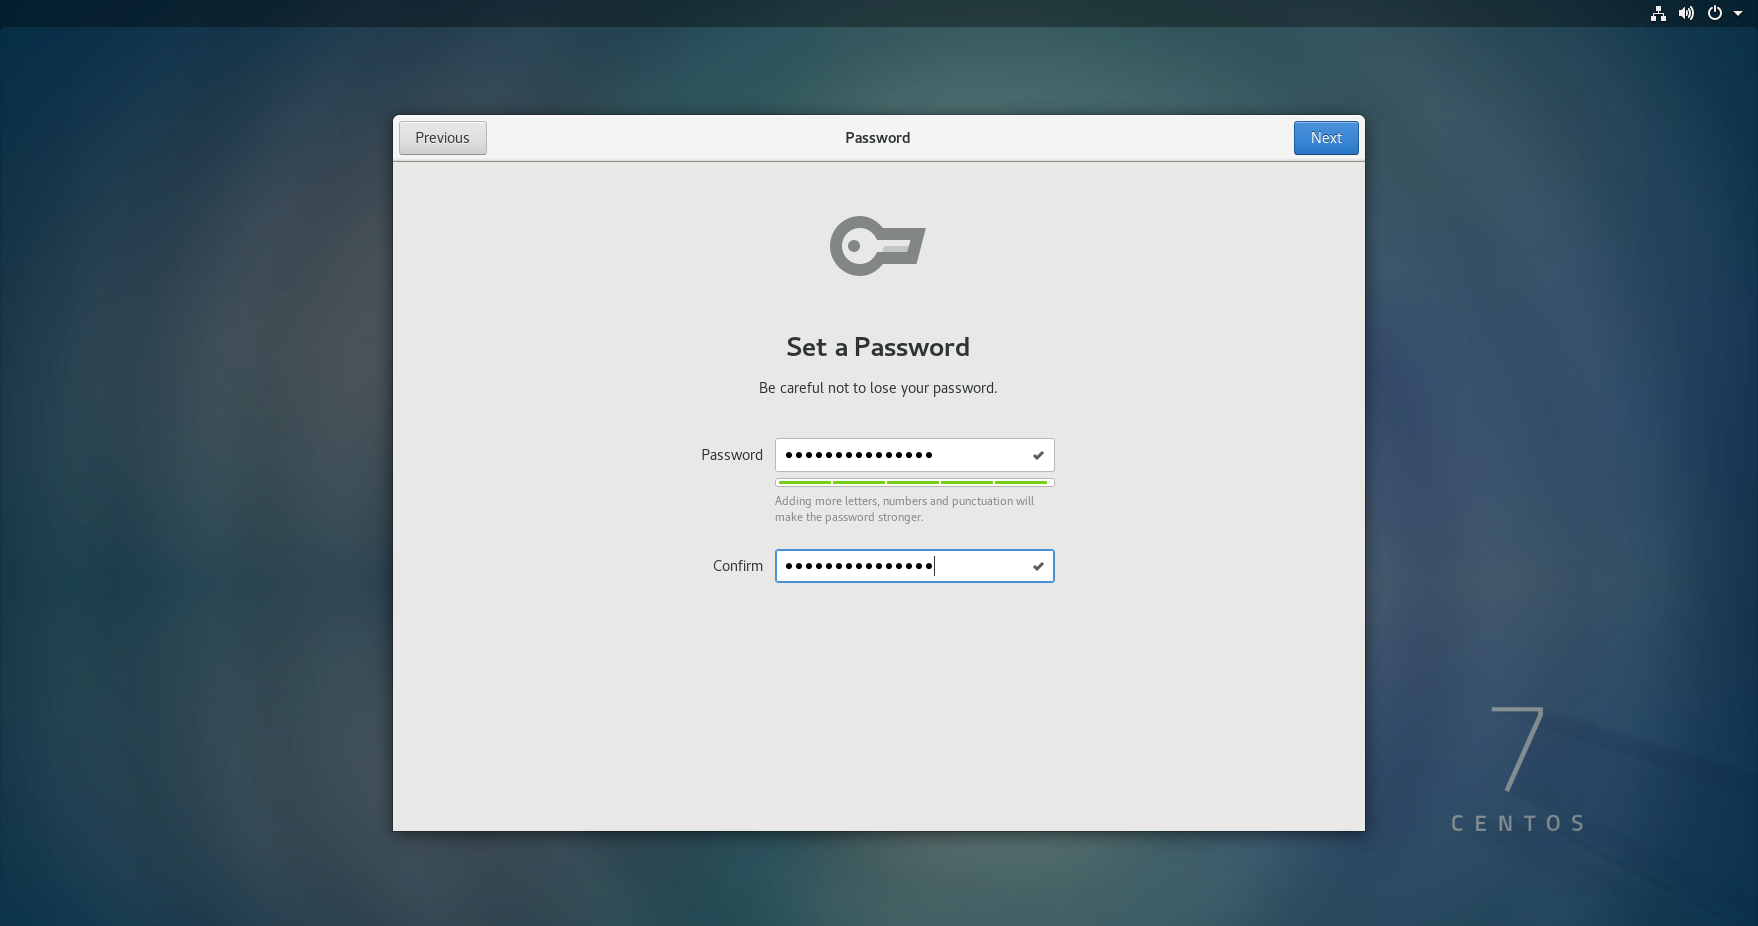 Previous
Password
Next
Set a Password
Be careful not to lose your password.
Password ●●●●●●●●●●●●●●●
Adding more letters, numbers and punctuation will
make the password stronger.
Confirm ●●●●●●●●●●●●●●●
7
CENTOS